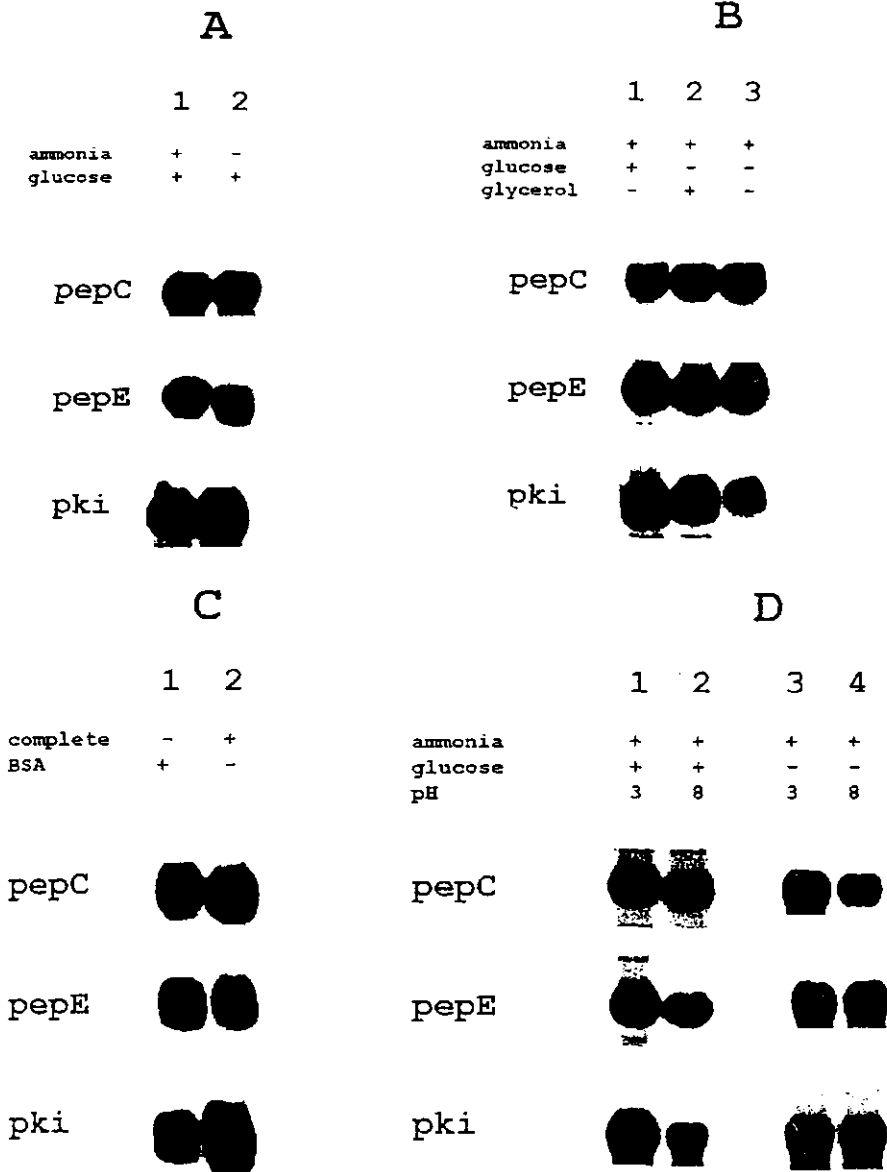 A
1 2
ammonia + -
glucose + +
pepC
pepE
pki
B
1 2 3
ammonia + + +
glucose + - -
glycerol - + -
pepC
pepE
pki
C
1 2
complete - +
BSA + -
pepC
pepE
pki
D
1 2 3 4
ammonia + + + +
glucose + + - -
pH 3 8 3 8
pepC
pepE
pki